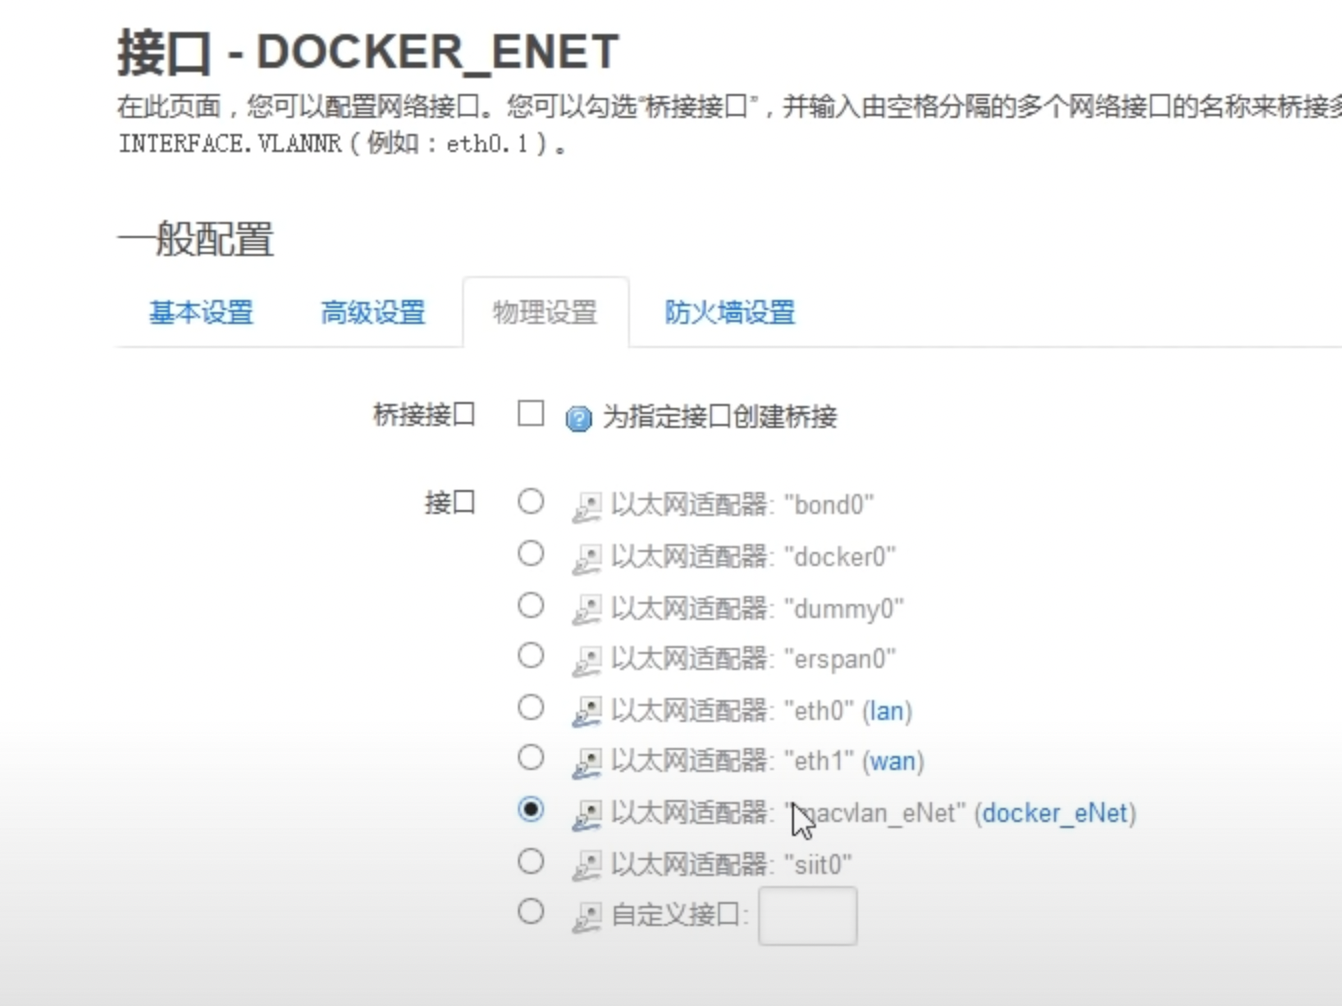 接口 - DOCKER_ENET
在此页面，您可以配置网络接口。您可以勾选“桥接接口”，并输入由空格分隔的多个网络接口的名称来桥接多
INTERFACE.VLANNR（例如：eth0.1）。
一般配置
基本设置 高级设置 物理设置 防火墙设置
桥接接口 为指定接口创建桥接
接口 以太网适配器: "bond0"
以太网适配器: "docker0"
以太网适配器: "dummy0"
以太网适配器: "erspan0"
以太网适配器: "eth0" (lan)
以太网适配器: "eth1" (wan)
以太网适配器: "macvlan_eNet" (docker_eNet)
以太网适配器: "siit0"
自定义接口: